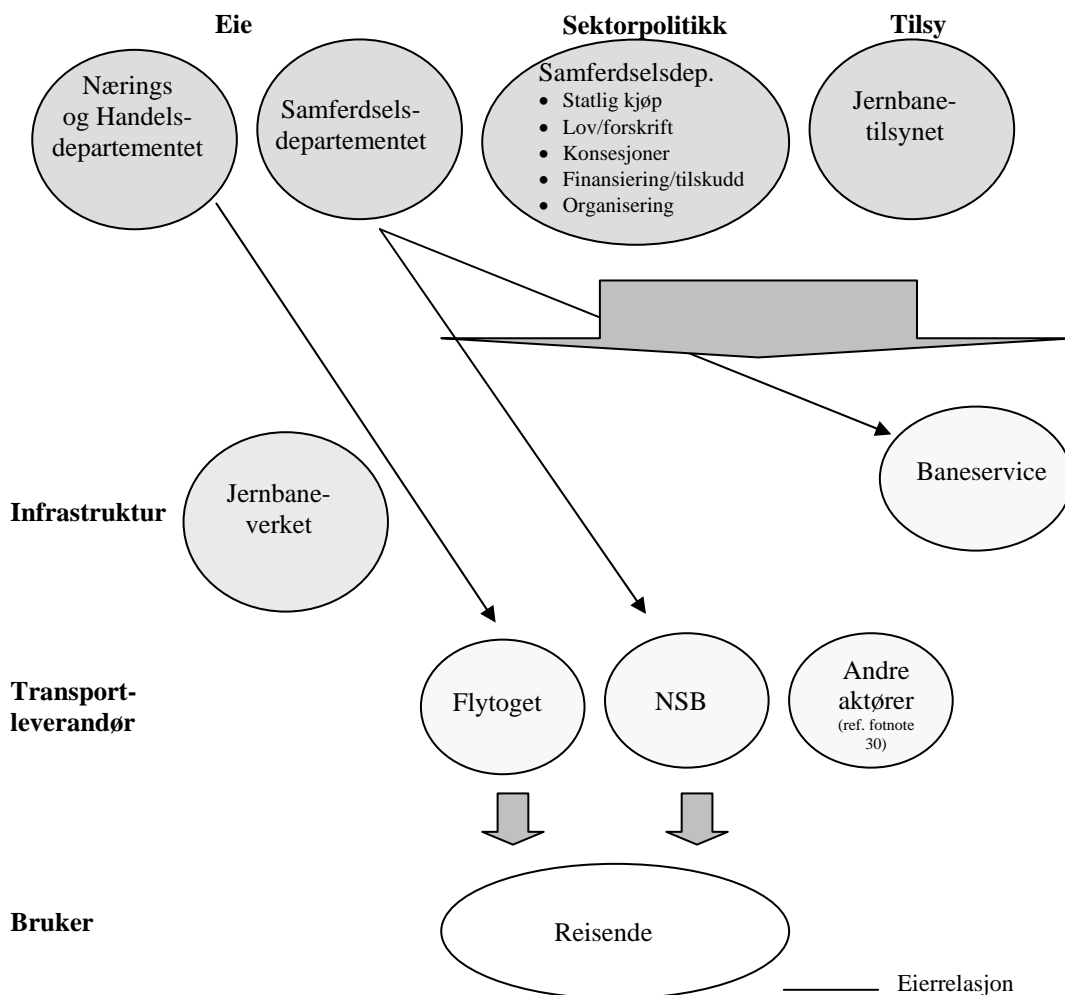 Eie
Sektorpolitikk
Tilsy
Nærings
og Handels-
departementet
Samferdsels-
departementet
Samferdselsdep.
• Statlig kjøp
• Lov/forskrift
• Konsesjoner
• Finansiering/tilskudd
• Organisering
Jernbane-
tilsynet
Baneservice
Infrastruktur
Jernbane-
verket
Transport-
leverandør
Flytoget
NSB
Andre
aktører
(ref. fotnote
30)
Bruker
Reisende
Eierrelasjon